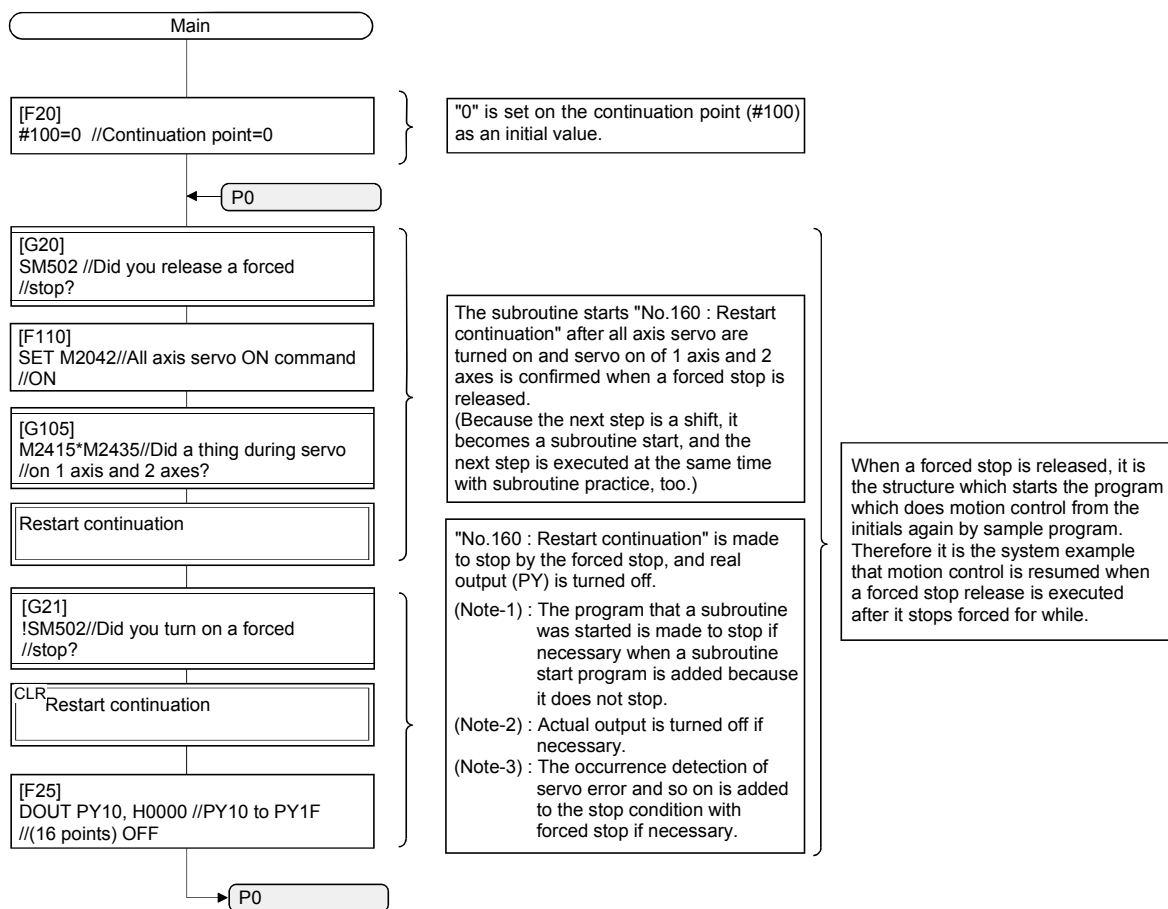 Main
[F20]
#100=0 //Continuation point=0
"0" is set on the continuation point (#100)
as an initial value.
P0
[G20]
SM502 //Did you release a forced
//stop?
[F110]
SET M2042//All axis servo ON command
//ON
[G105]
M2415*M2435//Did a thing during servo
//on 1 axis and 2 axes?
Restart continuation
The subroutine starts "No.160 : Restart
continuation" after all axis servo are
turned on and servo on of 1 axis and 2
axes is confirmed when a forced stop is
released.
(Because the next step is a shift, it
becomes a subroutine start, and the
next step is executed at the same time
with subroutine practice, too.)
[G21]
!SM502//Did you turn on a forced
//stop?
CLR
Restart continuation
[F25]
DOUT PY10, H0000 //PY10 to PY1F
//(16 points) OFF
"No.160 : Restart continuation" is made
to stop by the forced stop, and real
output (PY) is turned off.
(Note-1) : The program that a subroutine
was started is made to stop if
necessary when a subroutine
start program is added because
it does not stop.
(Note-2) : Actual output is turned off if
necessary.
(Note-3) : The occurrence detection of
servo error and so on is added
to the stop condition with
forced stop if necessary.
When a forced stop is released, it is
the structure which starts the program
which does motion control from the
initials again by sample program.
Therefore it is the system example
that motion control is resumed when
a forced stop release is executed
after it stops forced for while.
P0